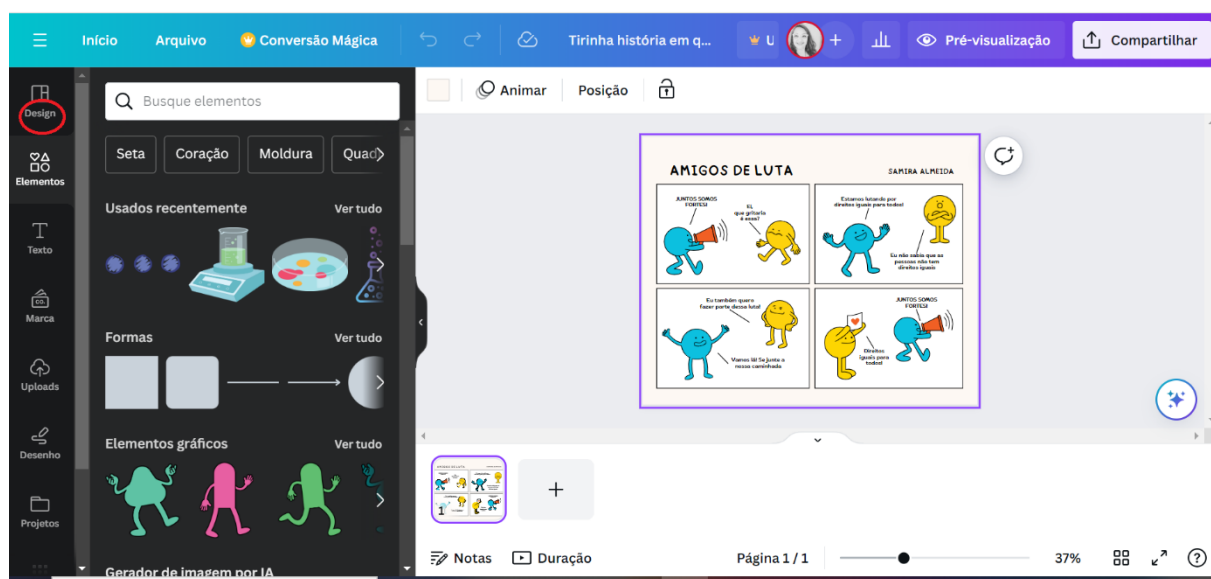 Início Arquivo Conversão Mágica Tirinha história em q... U + Pré-visualização Compartilhar
Design
Elementos
Texto
Marca
CO.
Uploads
Desenho
Projetos
Busque elementos
Seta Coração Moldura Quad
Usados recentemente Ver tudo
Formas Ver tudo
Elementos gráficos Ver tudo
Gerador de imagem por IA
Animar Posição
AMIGOS DE LUTA SAMIRA ALMEIDA
JUNTOS SOMOS
FORTES!
EI,
que gritaria
é essa?
Estamos lutando por
direitos iguais para todos!
Eu não sabia que as
pessoas não tem
direitos iguais
Eu também quero
fazer parte dessa luta!
Vamos lá! Se junte a
nossa caminhada
Direitos
iguais para
todos!
JUNTOS SOMOS
FORTES!
1
+
Notas Duração Página 1 / 1 37% ?